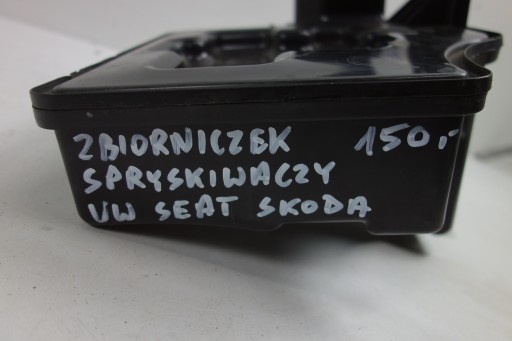 ZBIORNICZEK 150,-
SPRYSKIWACZY
VW SEAT SKODA